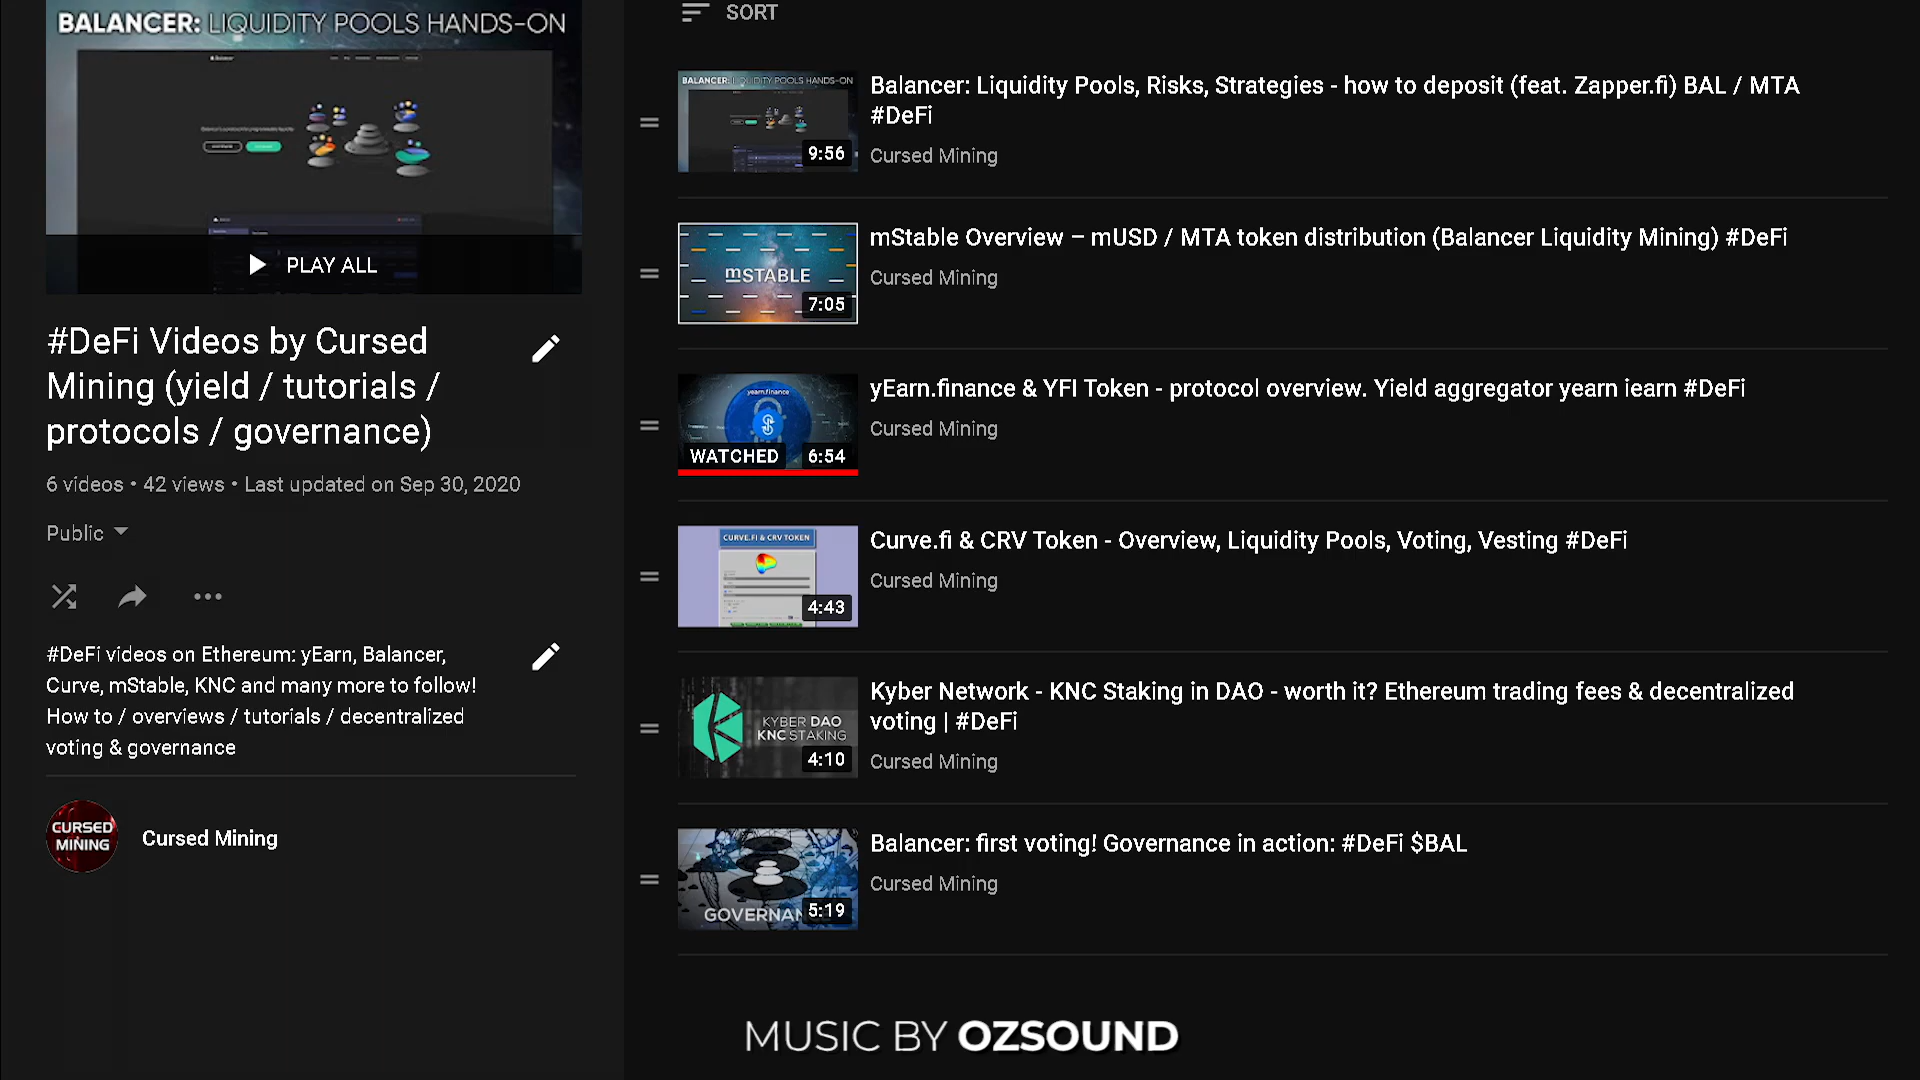 BALANCER: LIQUIDITY POOLS HANDS-ON
PLAY ALL
#DeFi Videos by Cursed
Mining (yield / tutorials /
protocols / governance)
6 videos • 42 views • Last updated on Sep 30, 2020
Public
#DeFi videos on Ethereum: yEarn, Balancer,
Curve, mStable, KNC and many more to follow!
How to / overviews / tutorials / decentralized
voting & governance
CURSED
MINING
Cursed Mining
SORT
BALANCER: LIQUIDITY POOLS HANDS-ON
9:56
Balancer: Liquidity Pools, Risks, Strategies - how to deposit (feat. Zapper.fi) BAL / MTA
#DeFi
Cursed Mining
mSTABLE
7:05
mStable Overview – mUSD / MTA token distribution (Balancer Liquidity Mining) #DeFi
Cursed Mining
yearn.finance
WATCHED
6:54
yEarn.finance & YFI Token - protocol overview. Yield aggregator yearn iearn #DeFi
Cursed Mining
CURVE.FI & CRV TOKEN
4:43
Curve.fi & CRV Token - Overview, Liquidity Pools, Voting, Vesting #DeFi
Cursed Mining
KYBER DAO
KNC STAKING
4:10
Kyber Network - KNC Staking in DAO - worth it? Ethereum trading fees & decentralized
voting | #DeFi
Cursed Mining
GOVERNAN
5:19
Balancer: first voting! Governance in action: #DeFi $BAL
Cursed Mining
MUSIC BY OZSOUND